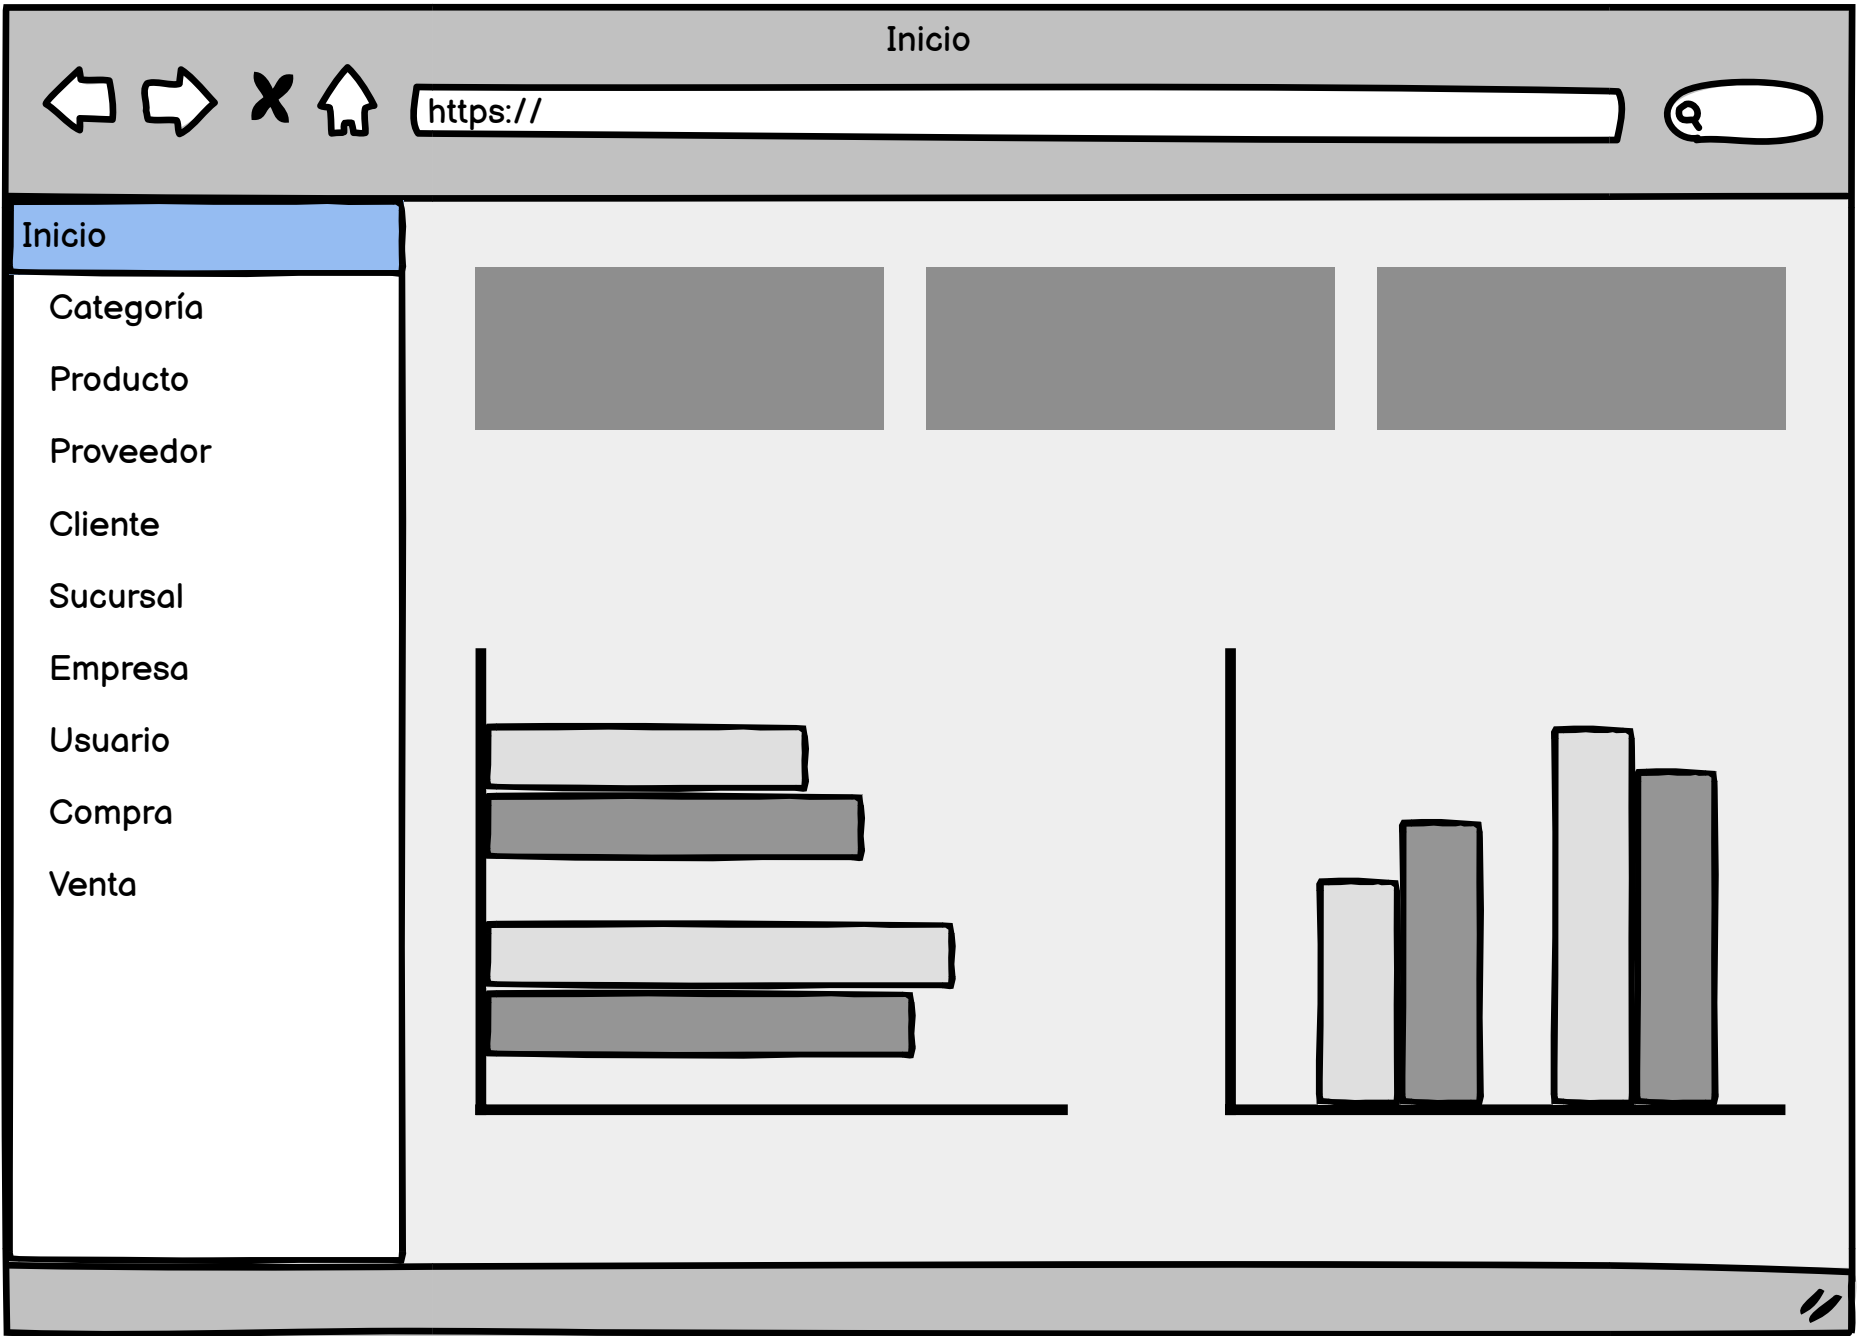 Inicio
https://
Inicio
Categoría
Producto
Proveedor
Cliente
Sucursal
Empresa
Usuario
Compra
Venta